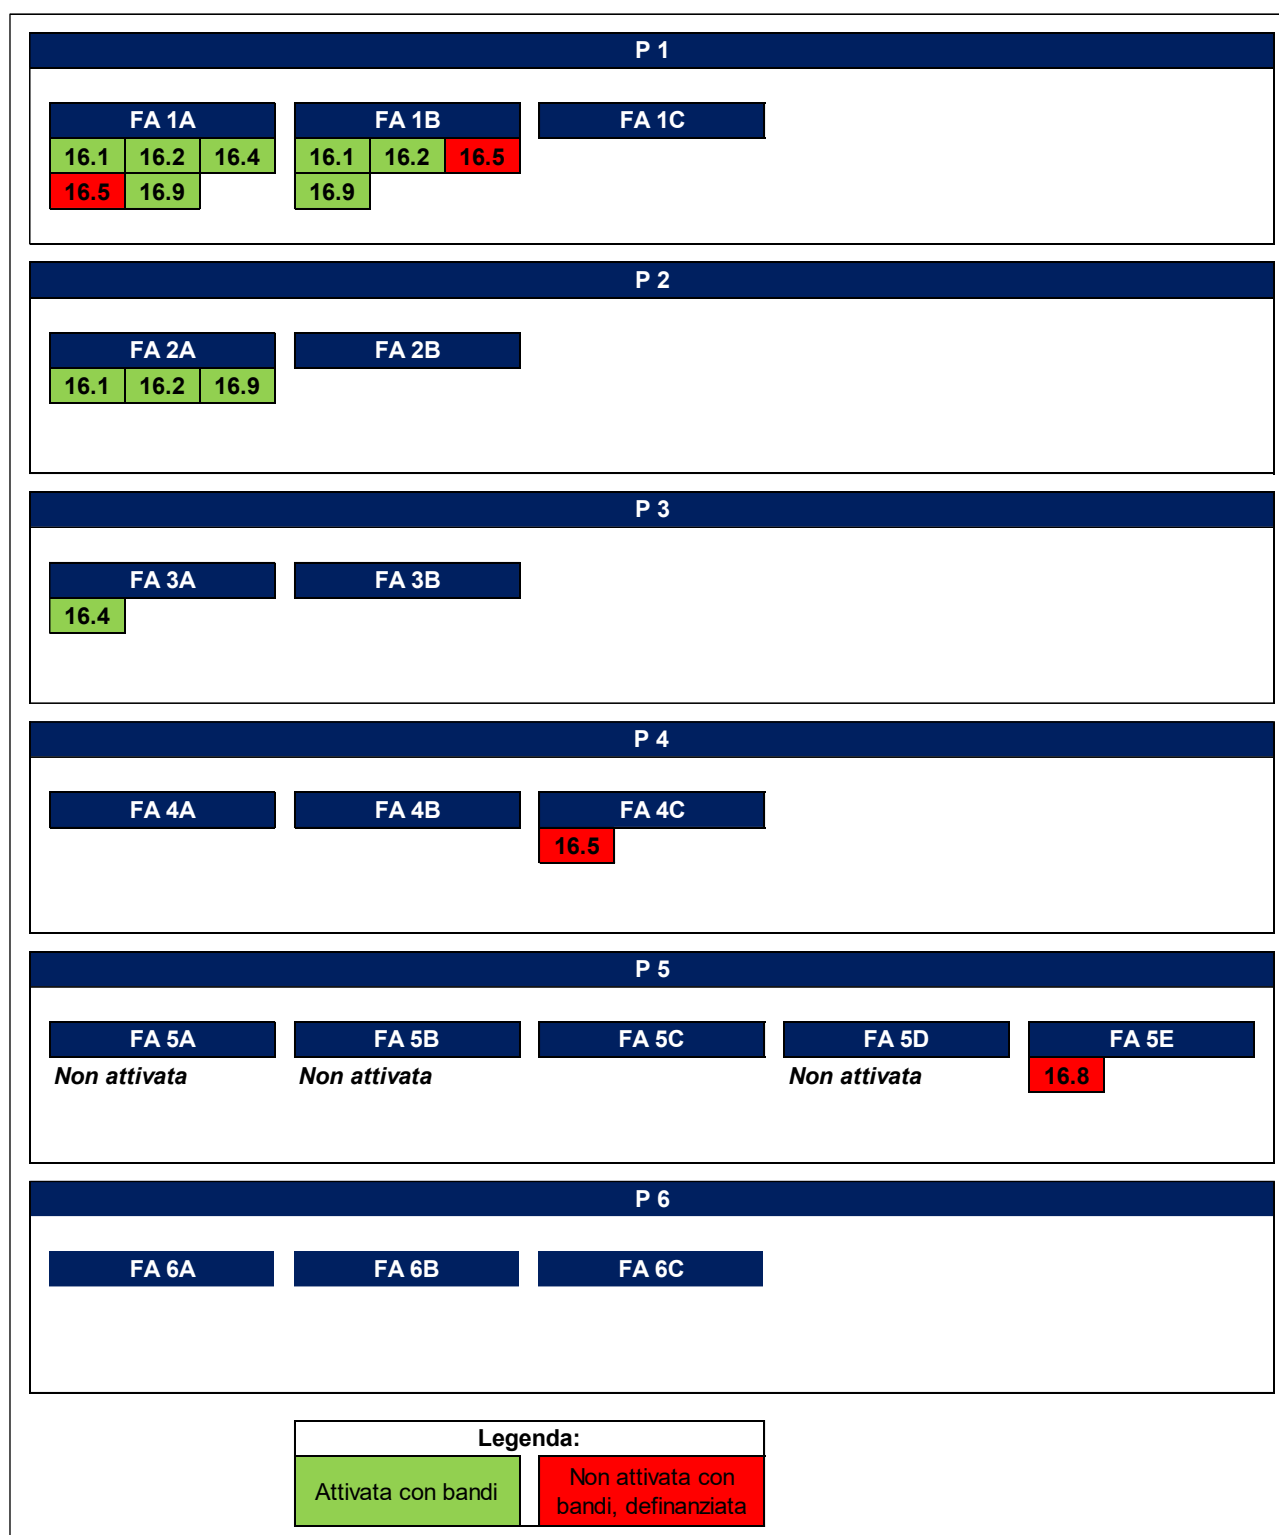 P 1
FA 1A FA 1B FA 1C
16.1 16.2 16.4 16.1 16.2 16.5
16.5 16.9 16.9
P 2
FA 2A FA 2B
16.1 16.2 16.9
P 3
FA 3A FA 3B
16.4
P 4
FA 4A FA 4B FA 4C
16.5
P 5
FA 5A FA 5B FA 5C FA 5D FA 5E
Non attivata Non attivata Non attivata 16.8
P 6
FA 6A FA 6B FA 6C
Legenda:
Attivata con bandi
Non attivata con
bandi, definanziata